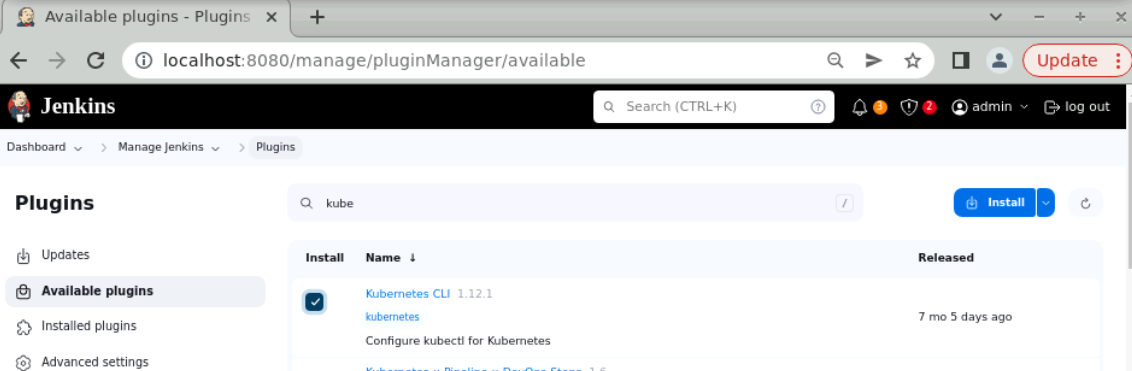 Available plugins - Plugins
localhost:8080/manage/pluginManager/available
Update
Jenkins
Search (CTRL+K)
3
2
admin
log out
Dashboard
Manage Jenkins
Plugins
Plugins
kube
/
Install
Updates
Available plugins
Installed plugins
Advanced settings
Install Name ↓ Released
Kubernetes CLI 1.12.1
kubernetes
7 mo 5 days ago
Configure kubectl for Kubernetes